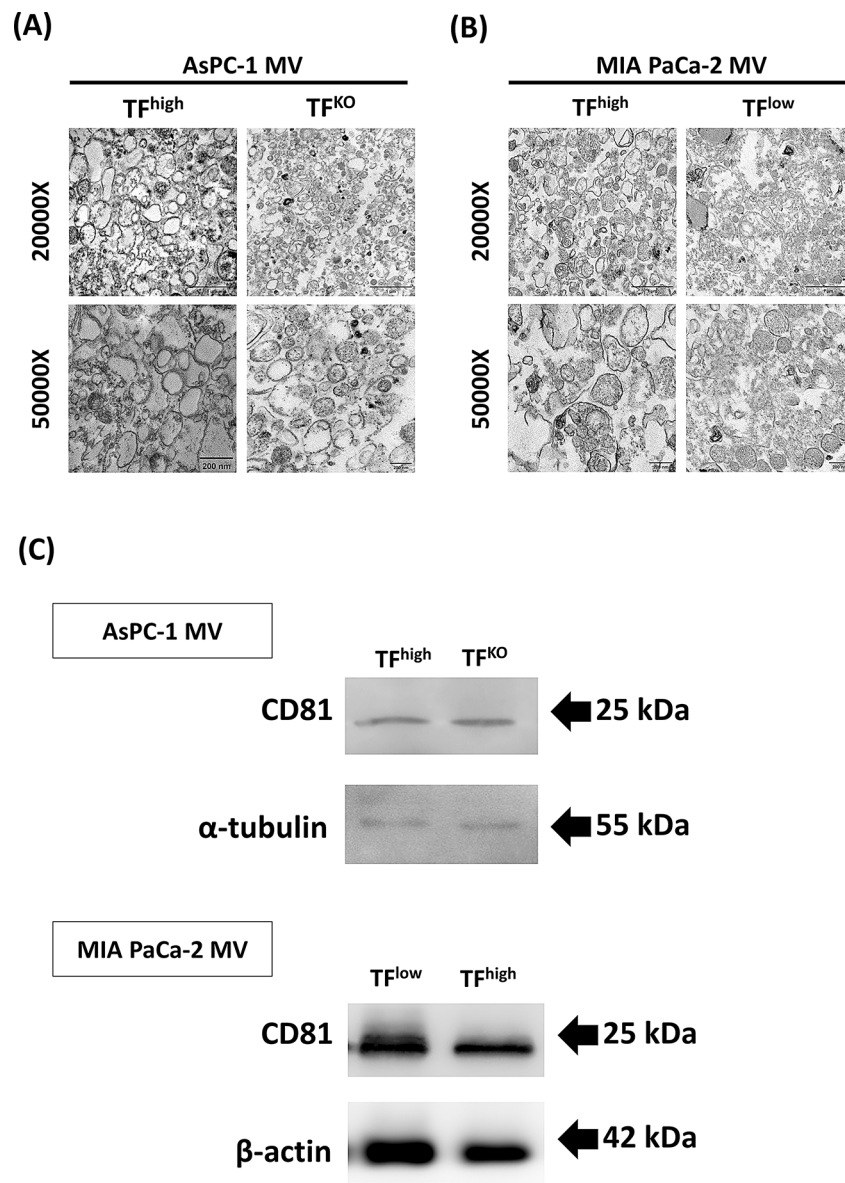 (A)
AsPC-1 MV
TFhigh TFKO
20000X
50000X
200 nm
(B)
MIA PaCa-2 MV
TFhigh TFlow
20000X
50000X
(C)
AsPC-1 MV
TFhigh TFKO
CD81 25 kDa
α-tubulin 55 kDa
MIA PaCa-2 MV
TFlow TFhigh
CD81 25 kDa
β-actin 42 kDa